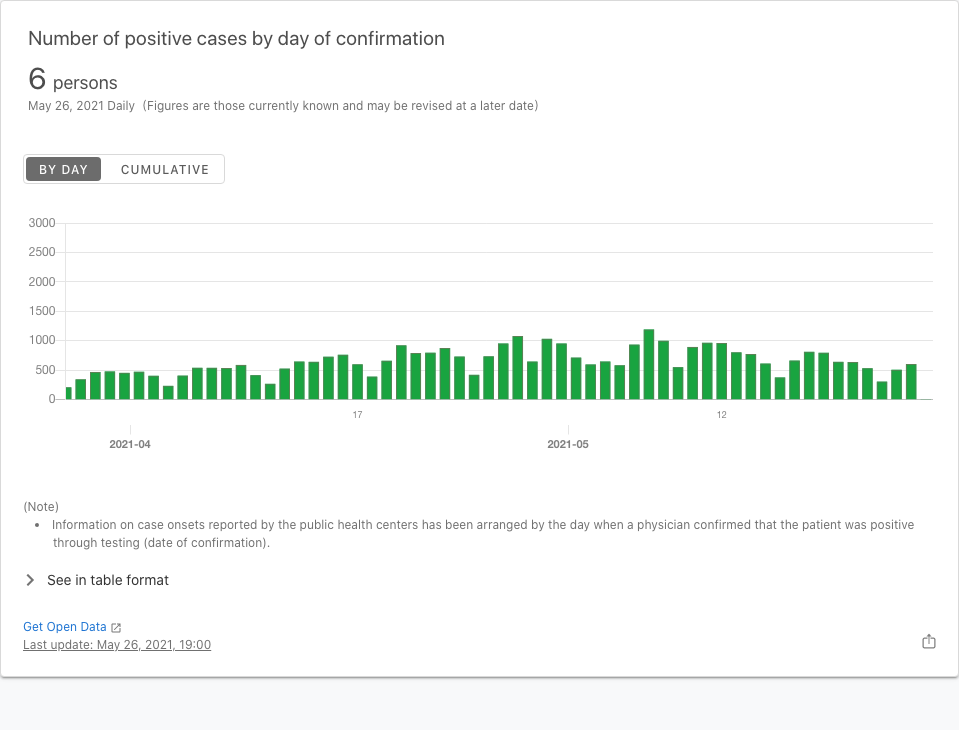 Number of positive cases by day of confirmation
6 persons
May 26, 2021 Daily (Figures are those currently known and may be revised at a later date)
BY DAY CUMULATIVE
3000
2500
2000
1500
1000
500
0
17 12
2021-04 2021-05
(Note)
• Information on case onsets reported by the public health centers has been arranged by the day when a physician confirmed that the patient was positive
through testing (date of confirmation).
See in table format
Get Open Data
Last update: May 26, 2021, 19:00